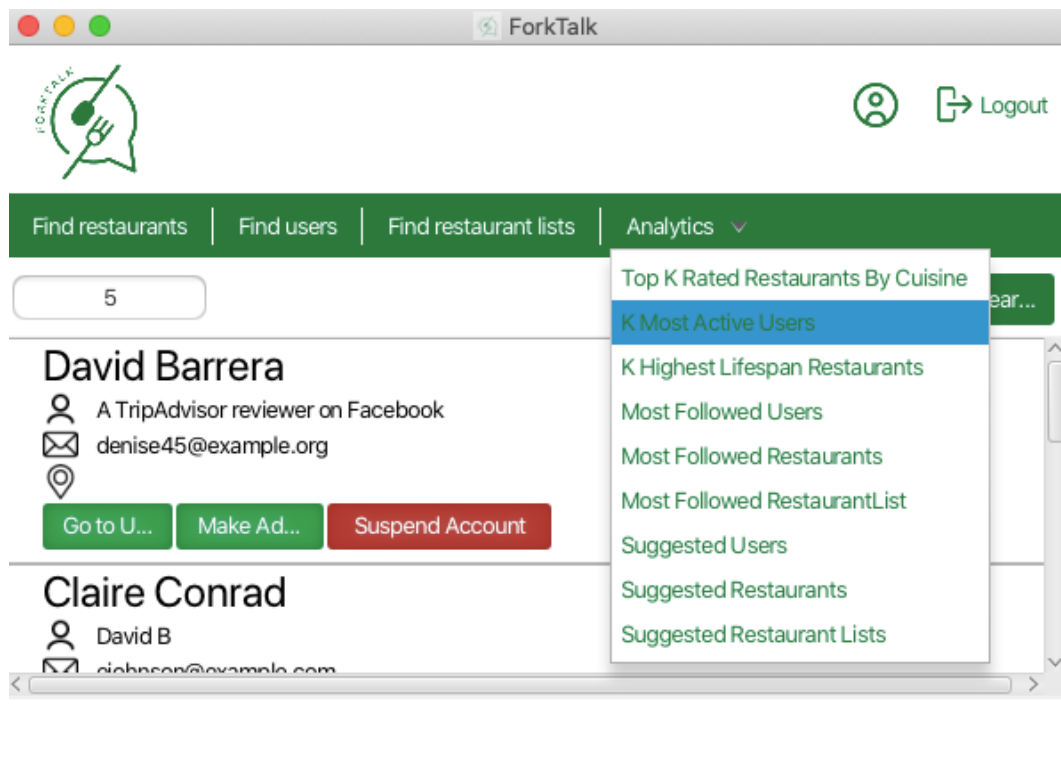 ForkTalk
FORKTALK
Logout
Find restaurants
Find users
Find restaurant lists
Analytics
5
ear...
Top K Rated Restaurants By Cuisine
K Most Active Users
K Highest Lifespan Restaurants
Most Followed Users
Most Followed Restaurants
Most Followed RestaurantList
Suggested Users
Suggested Restaurants
Suggested Restaurant Lists
David Barrera
A TripAdvisor reviewer on Facebook
denise45@example.org
Go to U...
Make Ad...
Suspend Account
Claire Conrad
David B